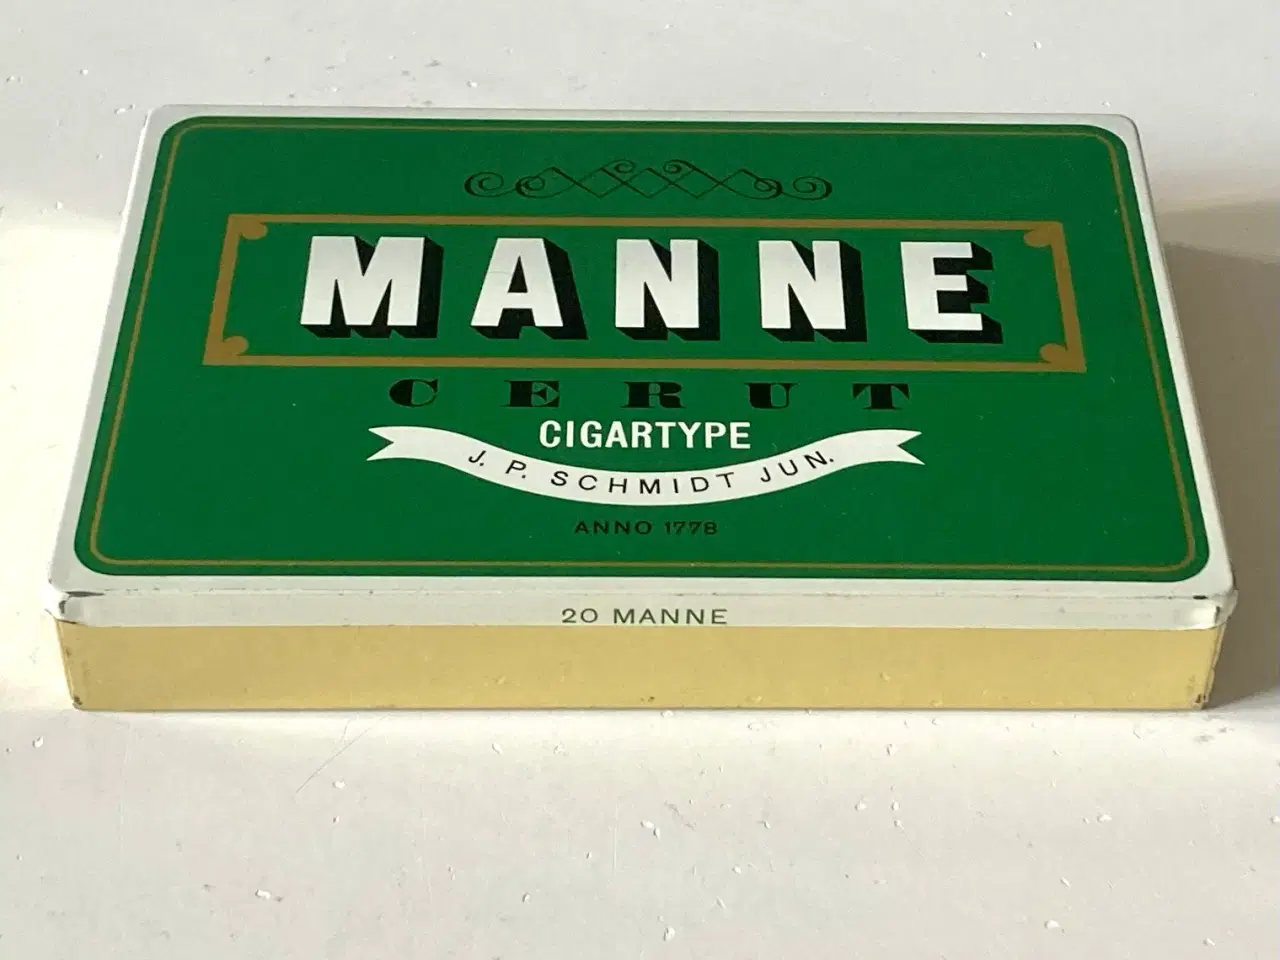 MANNE
CERUT
CIGARTYPE
J. P. SCHMIDT JUN.
ANNO 1778
20 MANNE